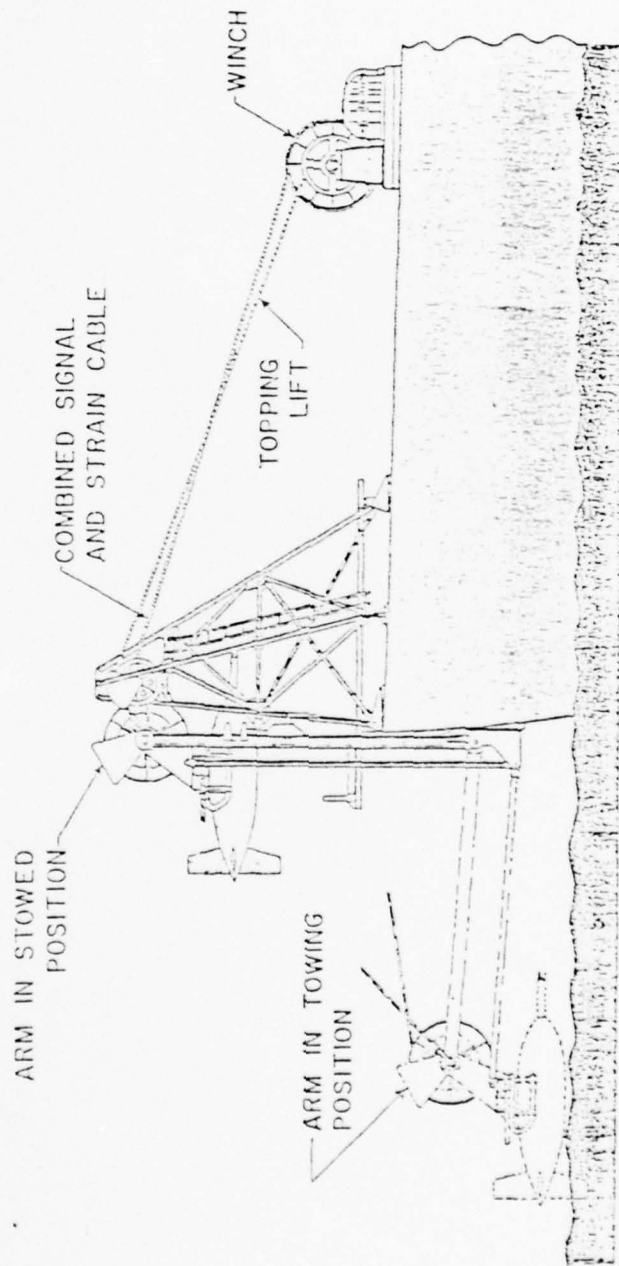 ARM IN STOWED
POSITION
COMBINED SIGNAL
AND STRAIN CABLE
WINCH
TOPPING
LIFT
ARM IN TOWING
POSITION